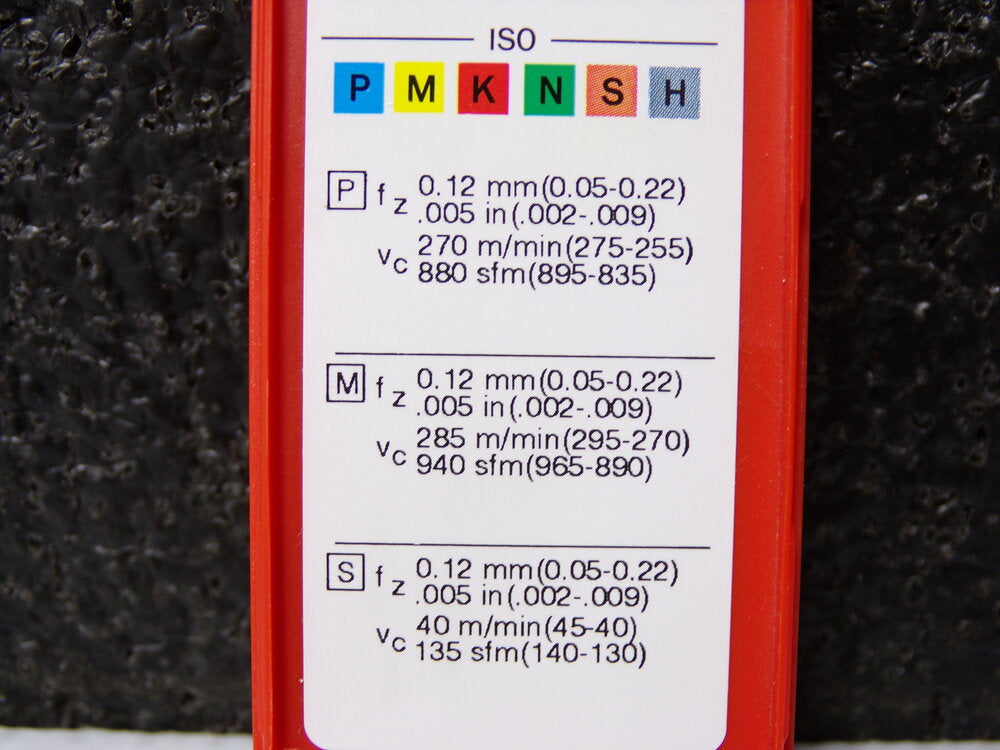 ISO
P M K N S H
P f z 0.12 mm(0.05-0.22)
.005 in(.002-.009)
v c 270 m/min(275-255)
880 sfm(895-835)
M f z 0.12 mm(0.05-0.22)
.005 in(.002-.009)
v c 285 m/min(295-270)
940 sfm(965-890)
S f z 0.12 mm(0.05-0.22)
.005 in(.002-.009)
v c 40 m/min(45-40)
135 sfm(140-130)